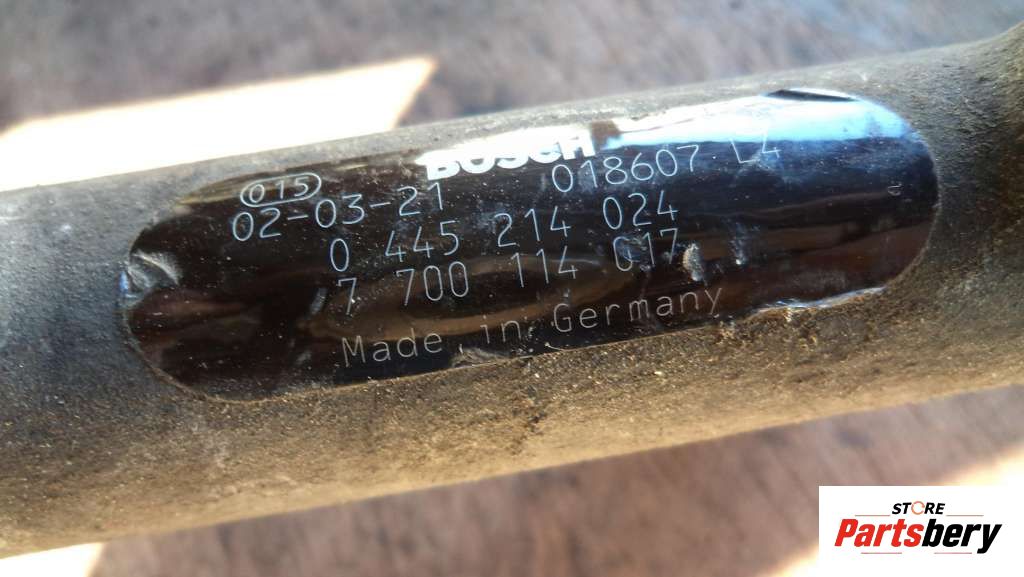 BOSCH
015
02-03-21 018607 L4
0 445 214 024
7 700 114 017
Made in Germany
STORE
Partsbery